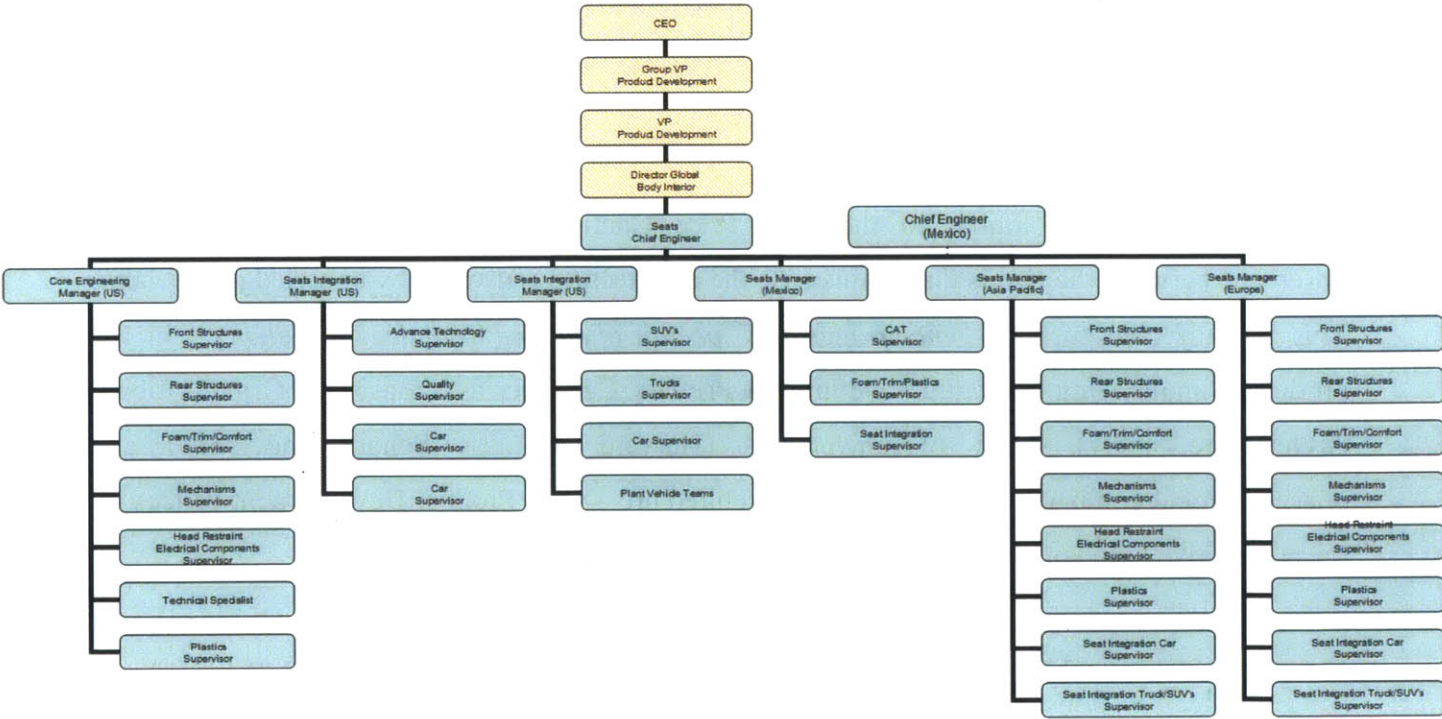 CEO
Group VP
Product Development
VP
Product Development
Director Global
Body Interior
Seats
Chief Engineer
Chief Engineer
(Mexico)
Core Engineering
Manager (US)
Front Structures
Supervisor
Rear Structures
Supervisor
Foam/Trim/Comfort
Supervisor
Mechanisms
Supervisor
Head Restraint
Electrical Components
Supervisor
Technical Specialist
Plastics
Supervisor
Seats Integration
Manager (US)
Advance Technology
Supervisor
Quality
Supervisor
Car
Supervisor
Car
Supervisor
Seats Integration
Manager (US)
SUV's
Supervisor
Trucks
Supervisor
Car Supervisor
Plant Vehicle Teams
Seats Manager
(Mexico)
CAT
Supervisor
Foam/Trim/Plastics
Supervisor
Seat Integration
Supervisor
Seats Manager
(Asia Pacific)
Front Structures
Supervisor
Rear Structures
Supervisor
Foam/Trim/Comfort
Supervisor
Mechanisms
Supervisor
Head Restraint
Electrical Components
Supervisor
Plastics
Supervisor
Seat Integration Car
Supervisor
Seat Integration Truck/SUV's
Supervisor
Seats Manager
(Europe)
Front Structures
Supervisor
Rear Structures
Supervisor
Foam/Trim/Comfort
Supervisor
Mechanisms
Supervisor
Head Restraint
Electrical Components
Supervisor
Plastics
Supervisor
Seat Integration Car
Supervisor
Seat Integration Truck/SUV's
Supervisor